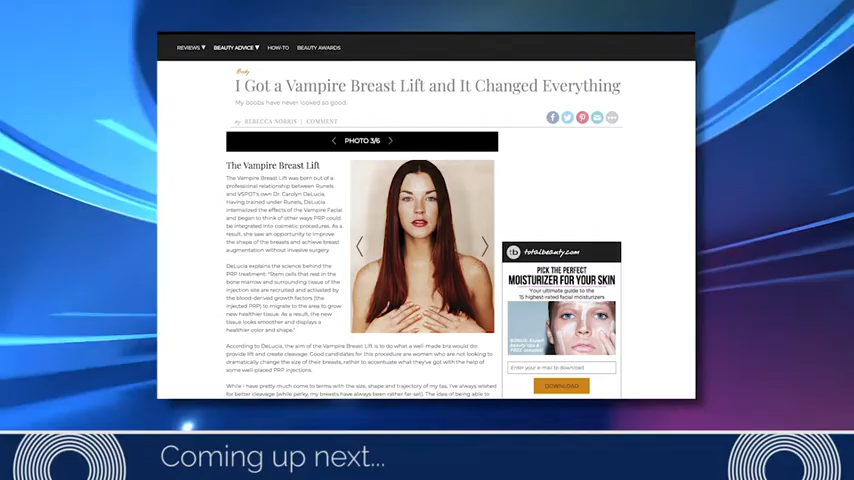 REVIEWS ▼ BEAUTY ADVICE ▼ HOW-TO BEAUTY AWARDS
Beauty
I Got a Vampire Breast Lift and It Changed Everything
My boobs have never looked so good.
by REBECCA NORRIS | COMMENT
PHOTO 3/6
The Vampire Breast Lift
The Vampire Breast Lift was born out of a
professional relationship between Runels
and VSPOT's own Dr. Carolyn DeLucia.
Having trained under Runels, DeLucia
internalized the effects of the Vampire Facial
and began to think of other ways PRP could
be integrated into cosmetic procedures. As a
result, she saw an opportunity to improve
the shape of the breasts and achieve breast
augmentation without invasive surgery.
DeLucia explains the science behind the
PRP treatment: "Stem cells that rest in the
bone marrow and surrounding tissue of the
injection site are recruited and activated by
the blood-derived growth factors (the
injected PRP) to migrate to the area to grow
new healthier tissue. As a result, the new
tissue looks smoother and displays a
healthier color and shape."
According to DeLucia, the aim of the Vampire Breast Lift is to do what a well-made bra would do:
provide lift and create cleavage. Good candidates for this procedure are women who are not looking to
dramatically change the size of their breasts, rather to accentuate what they've got with the help of
some well-placed PRP injections.
While I have pretty much come to terms with the size, shape and trajectory of my tas, I've always wished
for better cleavage (while perky, my breasts have always been rather far set). The idea of being able to
tb totalbeauty.com
PICK THE PERFECT
MOISTURIZER FOR YOUR SKIN
Your ultimate guide to the
15 highest-rated facial moisturizers
BONUS: Expert
beauty tips &
FREE samples!
Enter your e-mail to download
DOWNLOAD
Coming up next...